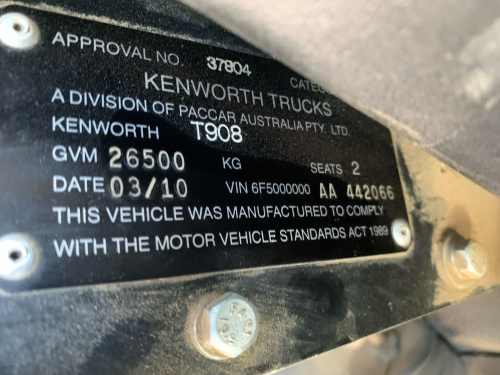 APPROVAL NO. 37804 CATEG
KENWORTH TRUCKS
A DIVISION OF PACCAR AUSTRALIA PTY. LTD.
KENWORTH T908
GVM 26500 KG SEATS 2
DATE 03/10 VIN 6F5000000 AA 442066
THIS VEHICLE WAS MANUFACTURED TO COMPLY
WITH THE MOTOR VEHICLE STANDARDS ACT 1989